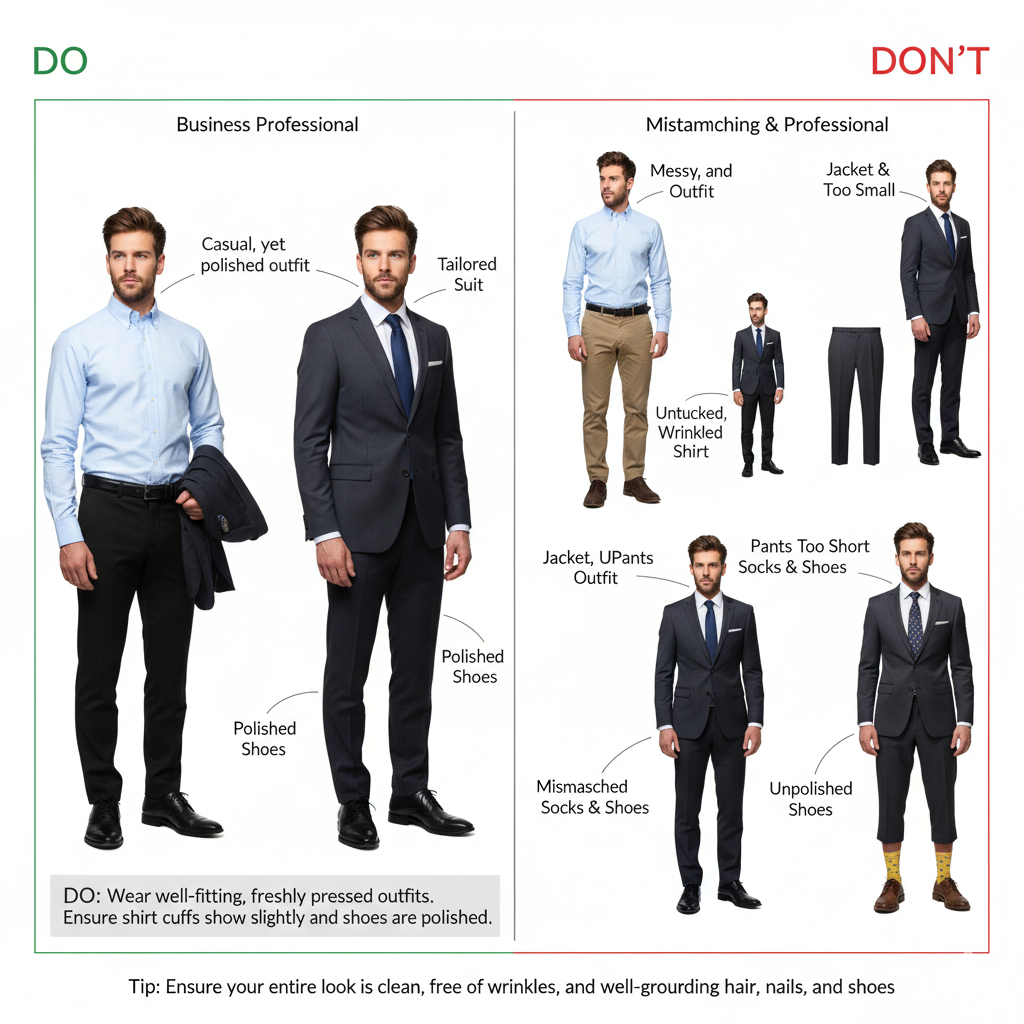 DO
DON'T
Business Professional
Casual, yet
polished outfit
Tailored
Suit
Polished
Shoes
Polished
Shoes
DO: Wear well-fitting, freshly pressed outfits.
Ensure shirt cuffs show slightly and shoes are polished.
Mistamching & Professional
Messy, and
Outfit
Jacket &
Too Small
Untucked,
Wrinkled
Shirt
Jacket, UPants
Outfit
Pants Too Short
Socks & Shoes
Mismasched
Socks & Shoes
Unpolished
Shoes
Tip: Ensure your entire look is clean, free of wrinkles, and well-grounding hair, nails, and shoes